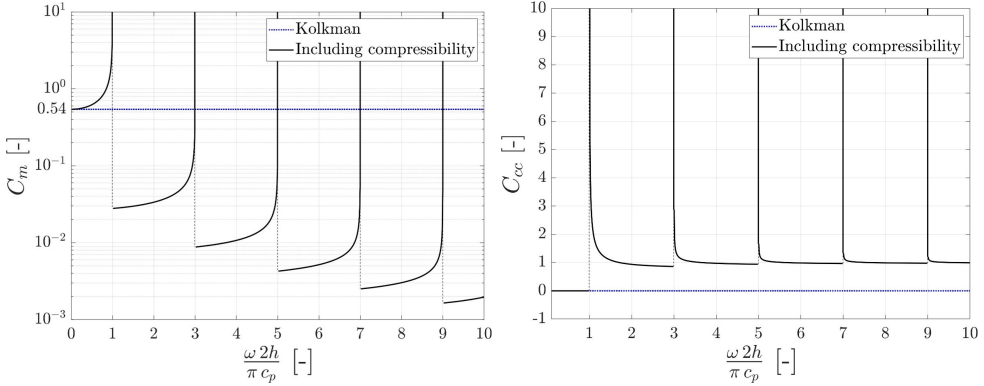 10^1
10^0
0.54
10^{-1}
10^{-2}
10^{-3}
C_m [-]
Kolkman
Including compressibility
0 1 2 3 4 5 6 7 8 9 10
ω 2h / π c_p [-]
10
9
8
7
6
5
4
3
2
1
0
-1
C_{cc} [-]
Kolkman
Including compressibility
1 2 3 4 5 6 7 8 9 10
ω 2h / π c_p [-]